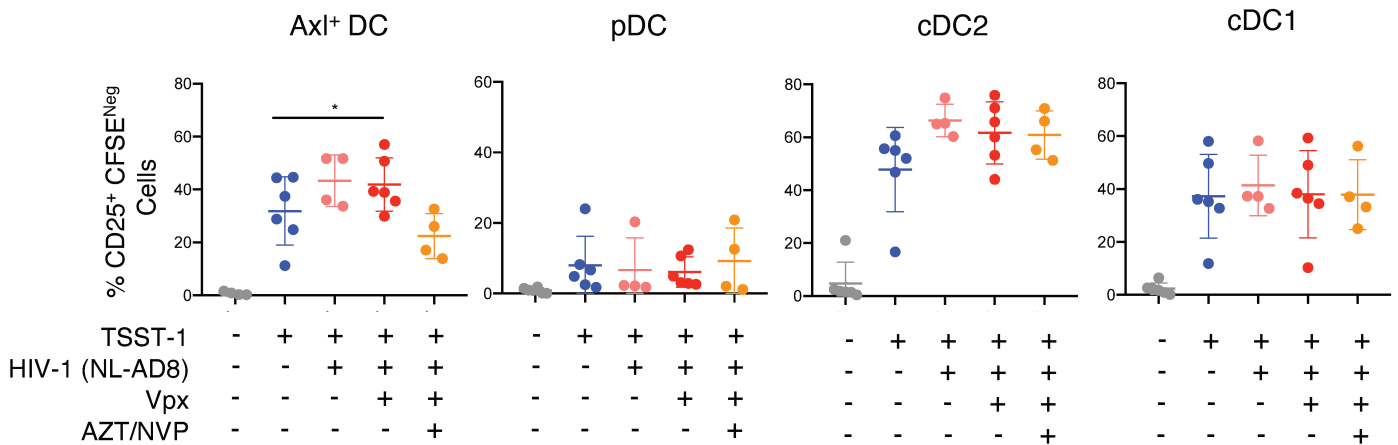 Axl⁺ DC
pDC
cDC2
cDC1
% CD25⁺ CFSEᴺᵉᵍ
Cells
80
60
40
20
0
*
60
40
20
0
80
60
40
20
0
80
60
40
20
0
TSST-1 - + + + + - + + + + - + + + + - + + + +
HIV-1 (NL-AD8) - - + + + - - + + + - - + + + - - + + +
Vpx - - - + + - - - + + - - - + + - - - + +
AZT/NVP - - - - + - - - - + - - - - + - - - - +